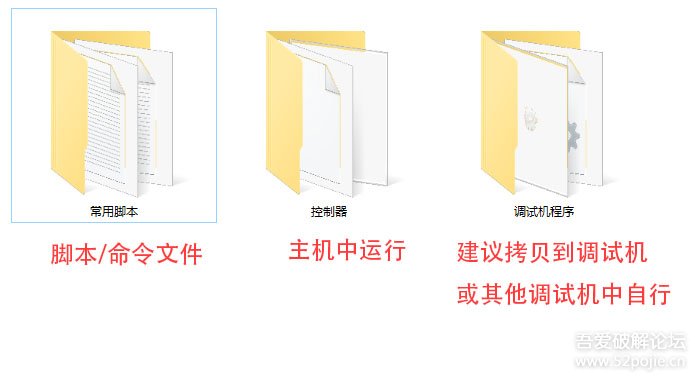 常用脚本
控制器
调试机程序
脚本/命令文件
主机中运行
建议拷贝到调试机
或其他调试机中自行
吾爱破解论坛
www.52pojie.cn